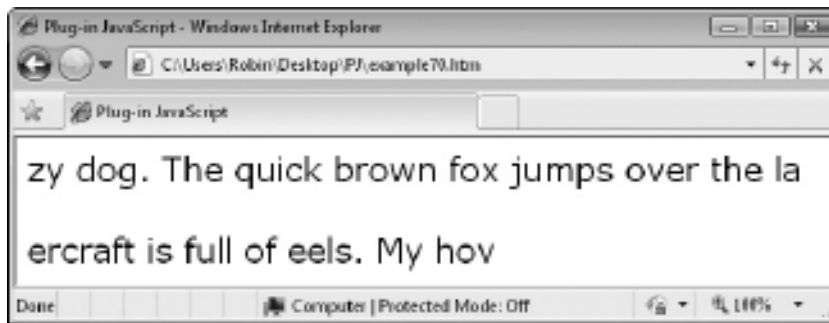 Plug-in JavaScript - Windows Internet Explorer
C:\Users\Robin\Desktop\PJ\example70.htm
Plug-in JavaScript
zy dog. The quick brown fox jumps over the la
ercraft is full of eels. My hov
Done Computer | Protected Mode: Off 100%